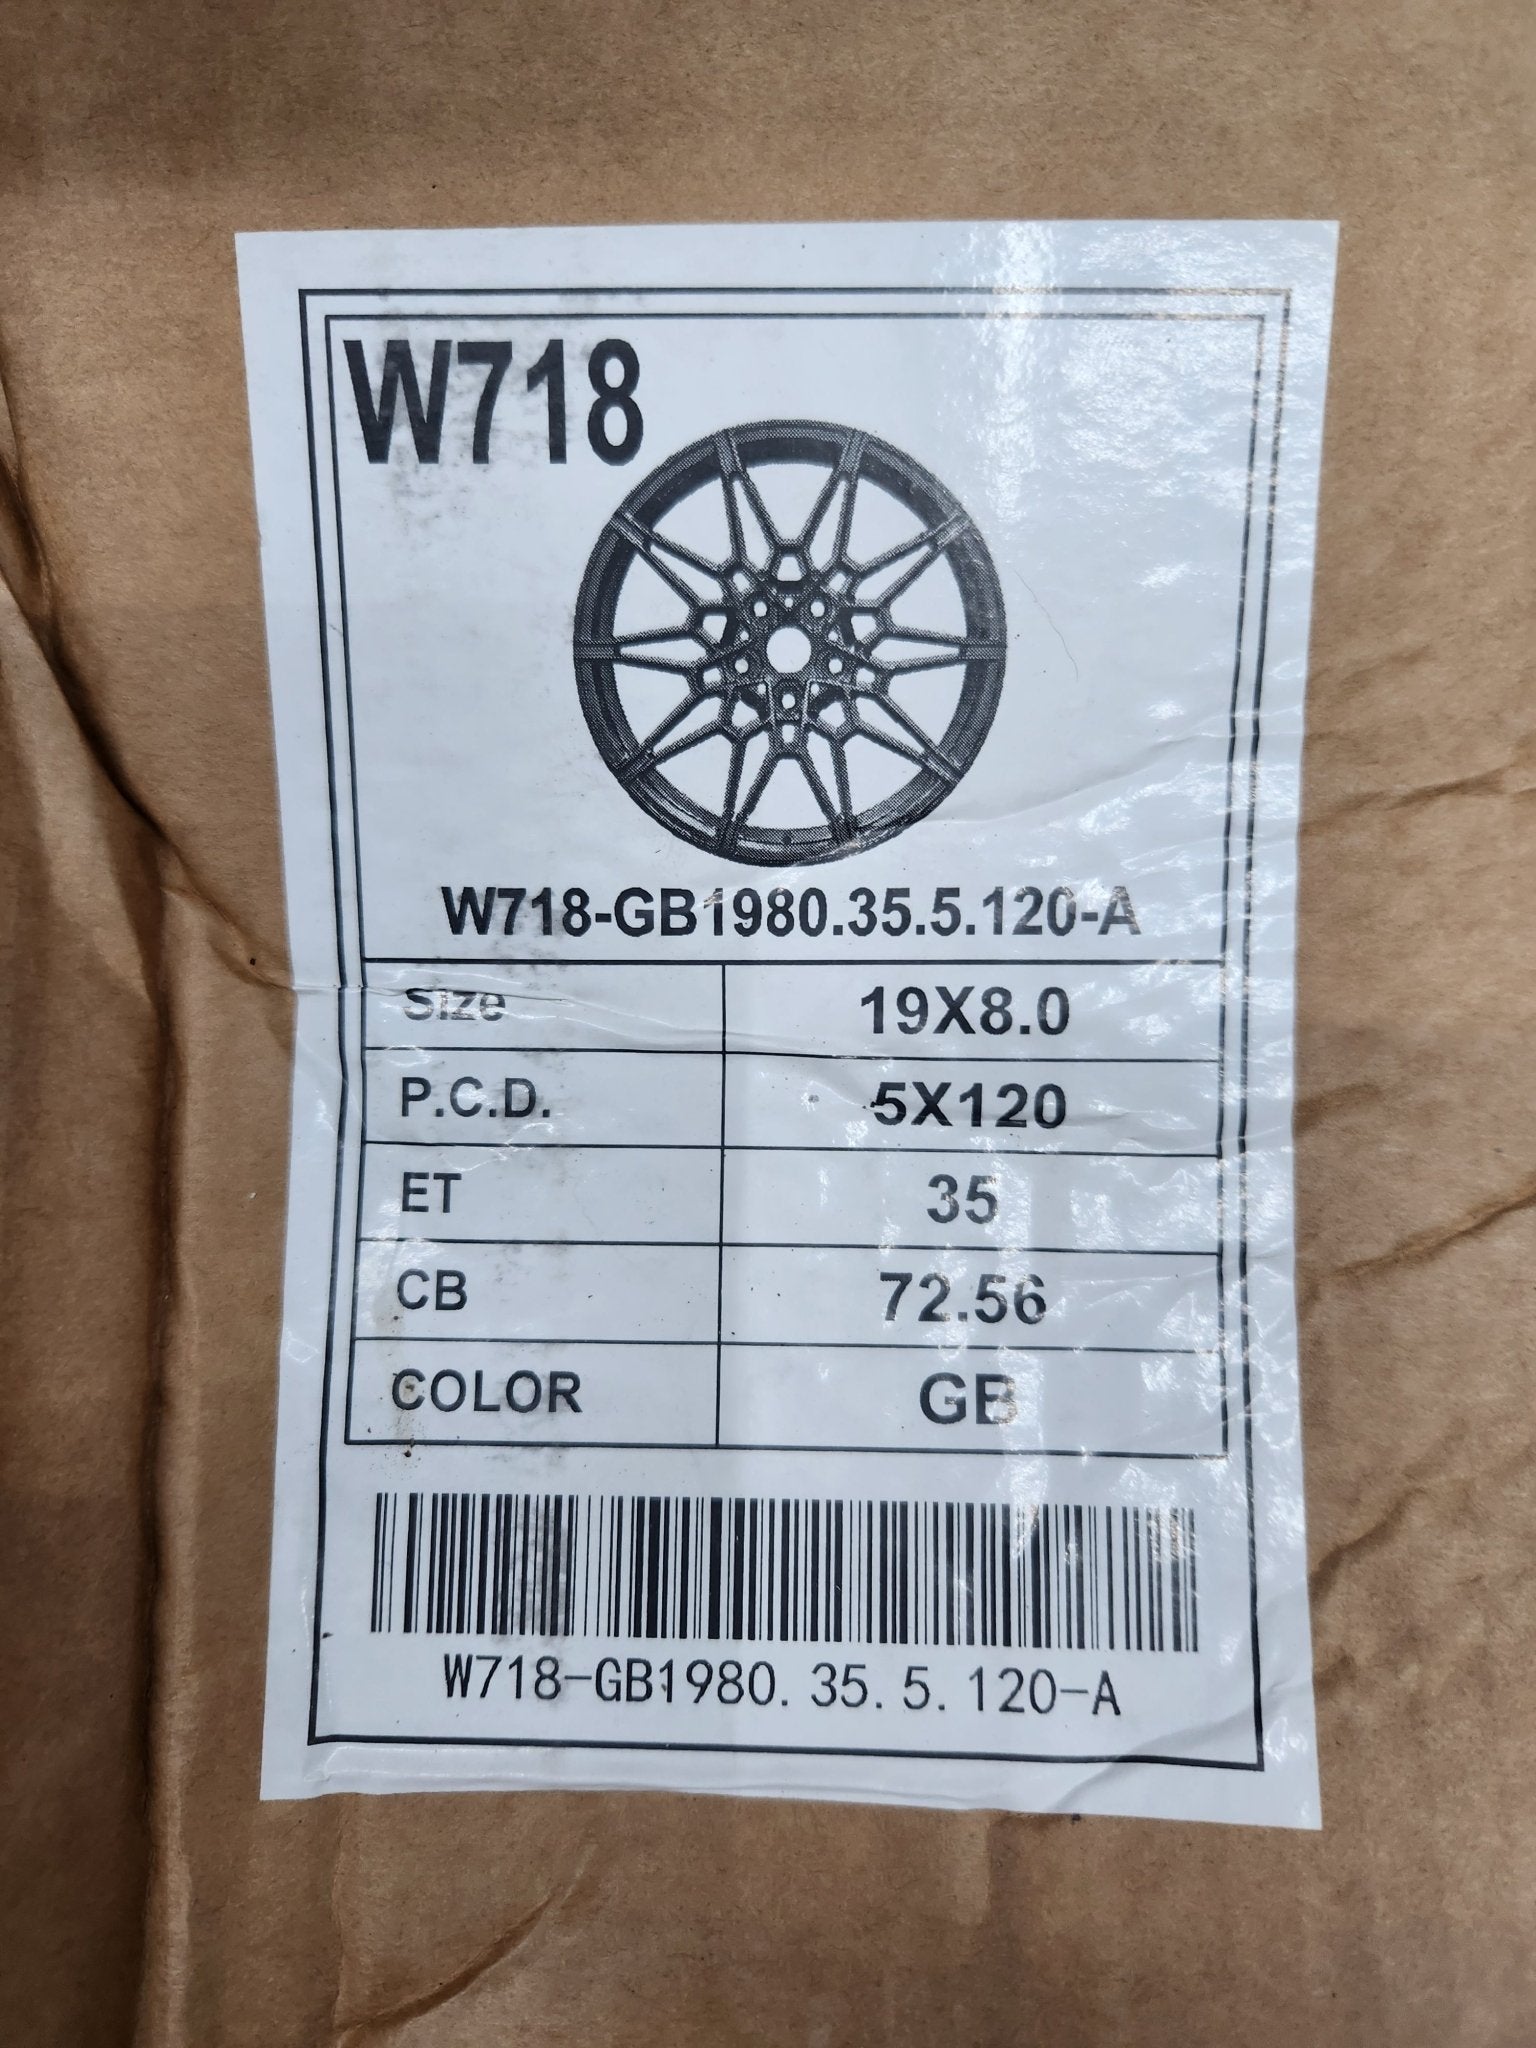 W718
W718-GB1980.35.5.120-A
Size 19X8.0
P.C.D. 5X120
ET 35
CB 72.56
COLOR GB
W718-GB1980.35.5.120-A